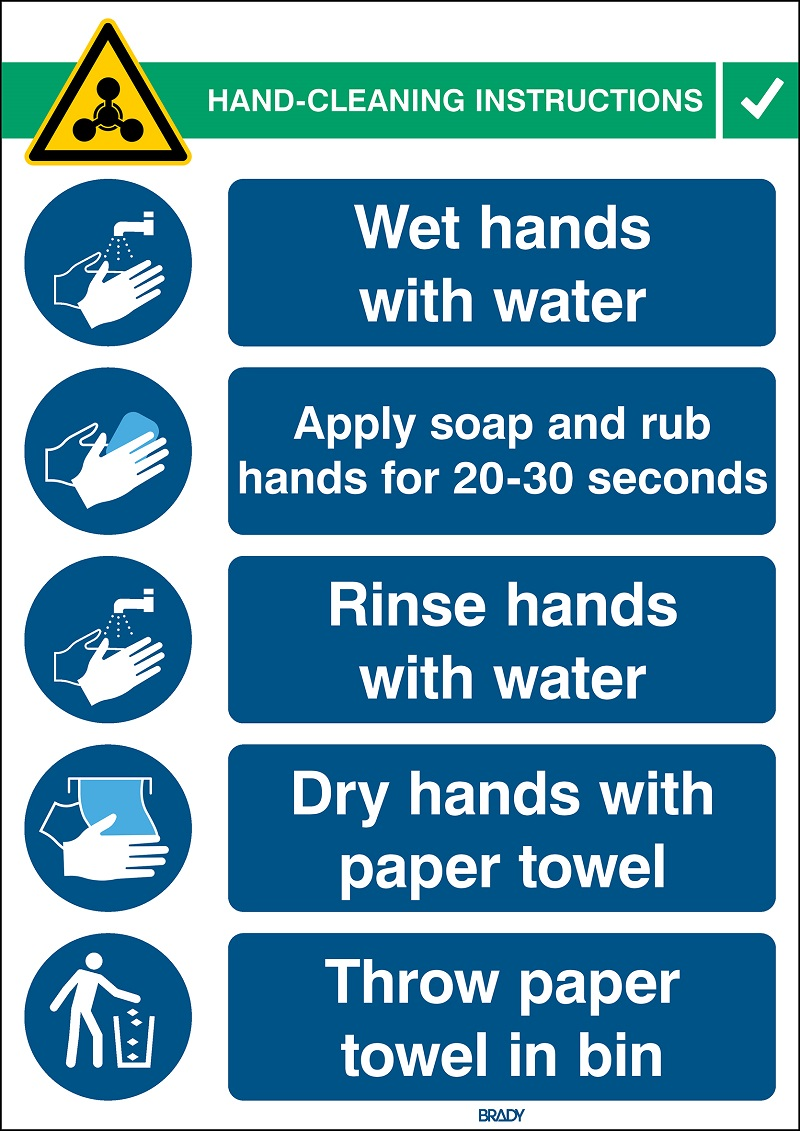 HAND-CLEANING INSTRUCTIONS
Wet hands
with water
Apply soap and rub
hands for 20-30 seconds
Rinse hands
with water
Dry hands with
paper towel
Throw paper
towel in bin
BRADY